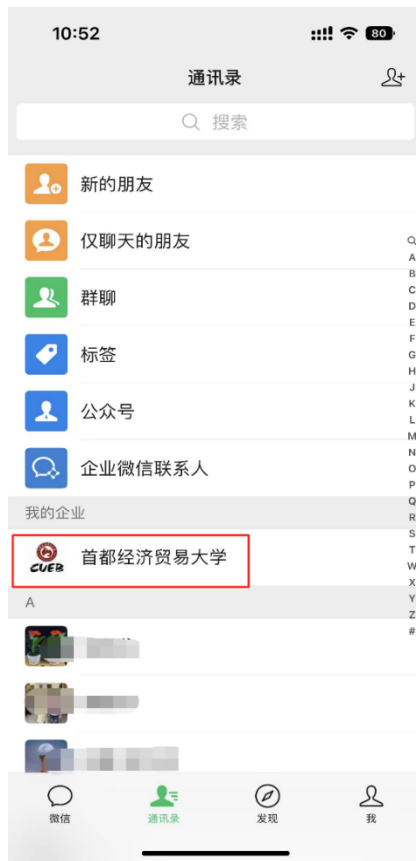 10:52
80
通讯录
搜索
新的朋友
仅聊天的朋友
群聊
标签
公众号
企业微信联系人
我的企业
CUEB 首都经济贸易大学
A
A
B
C
D
E
F
G
H
J
K
L
M
N
O
P
Q
R
S
T
W
X
Y
Z
#
微信
通讯录
发现
我